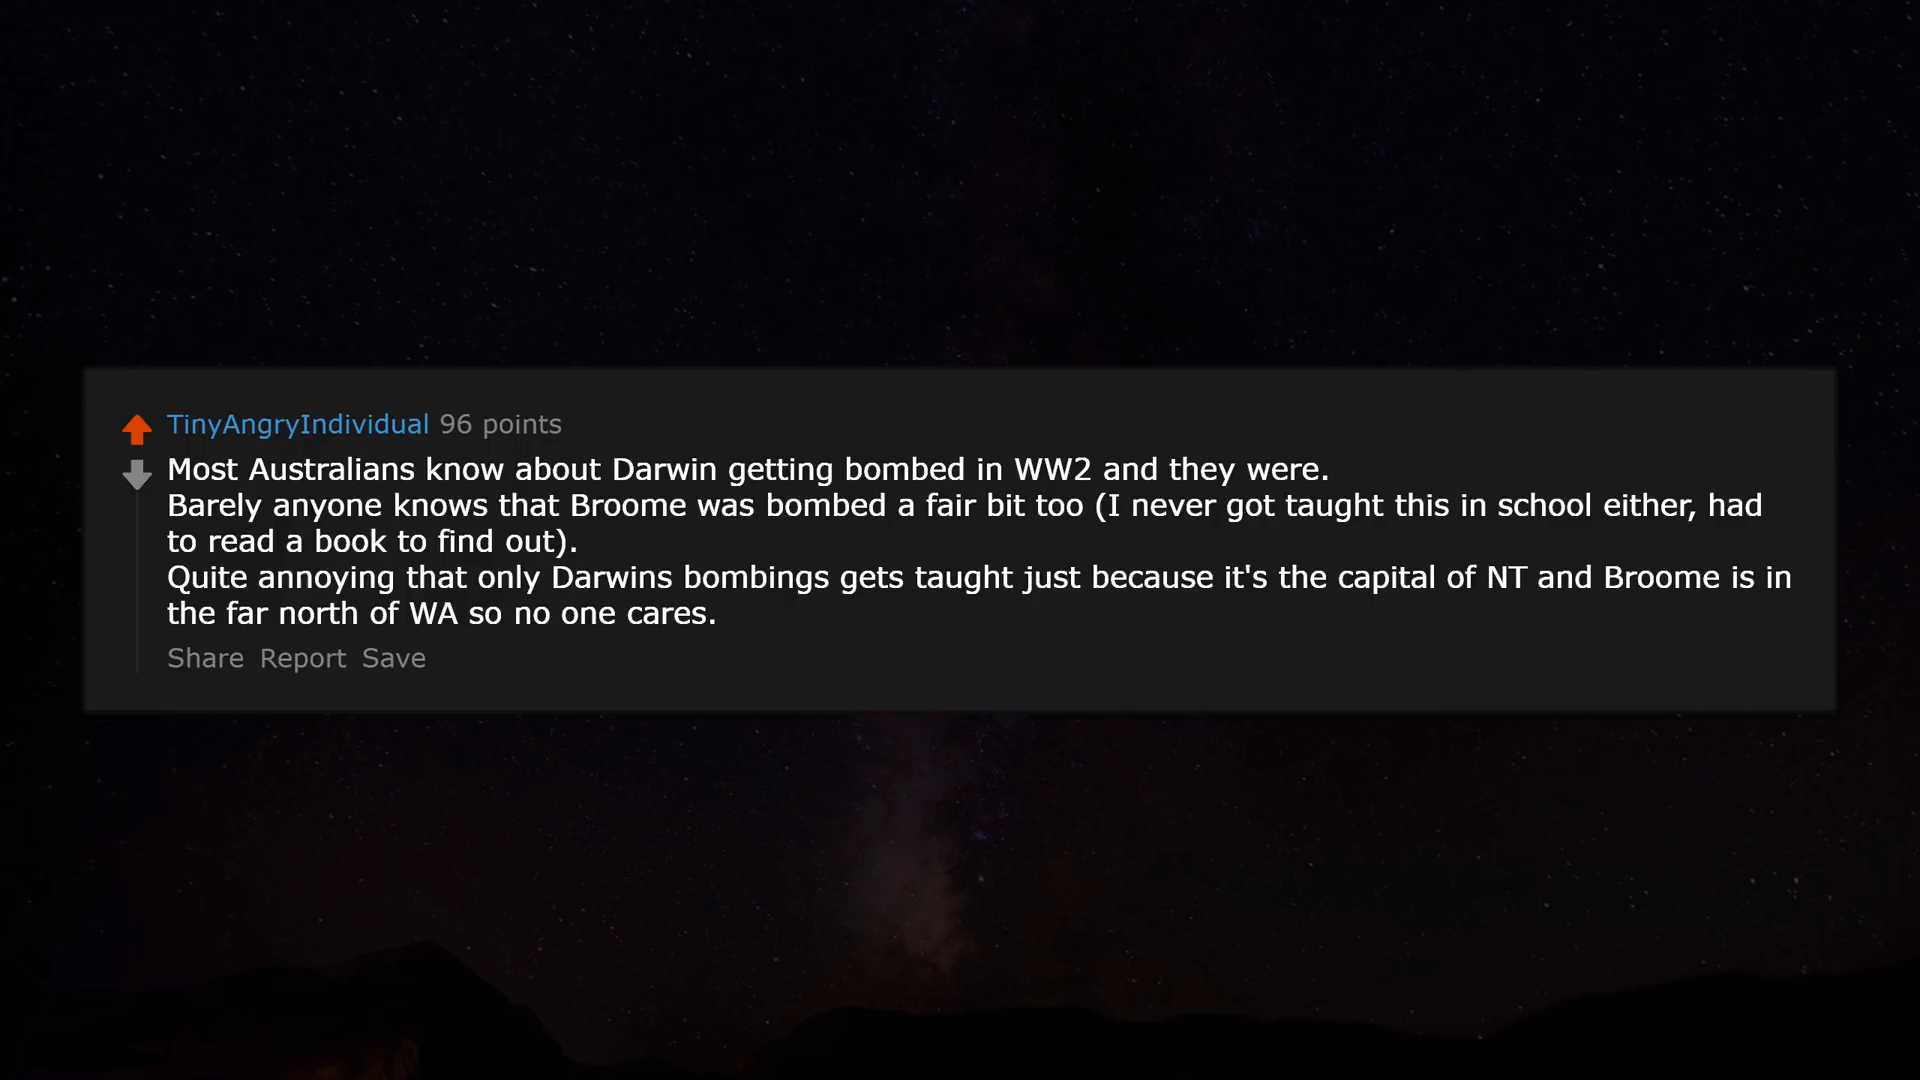 TinyAngryIndividual 96 points
Most Australians know about Darwin getting bombed in WW2 and they were.
Barely anyone knows that Broome was bombed a fair bit too (I never got taught this in school either, had
to read a book to find out).
Quite annoying that only Darwins bombings gets taught just because it's the capital of NT and Broome is in
the far north of WA so no one cares.
Share Report Save